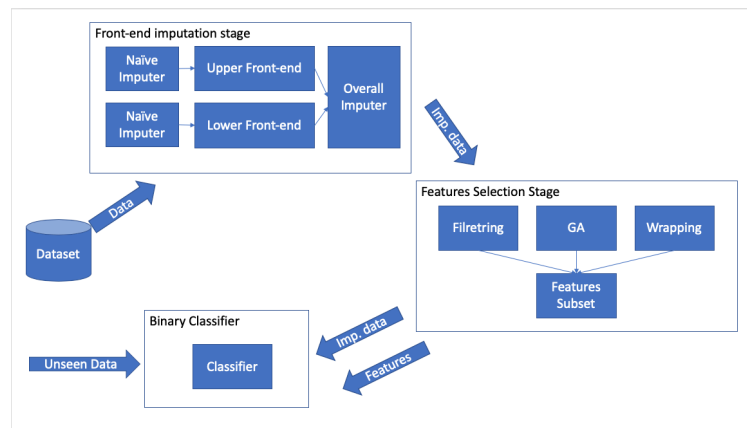 Front-end imputation stage
Naïve
Imputer
Upper Front-end
Overall
Imputer
Naïve
Imputer
Lower Front-end
Imp. data
Data
Dataset
Features Selection Stage
Filretring
GA
Wrapping
Features
Subset
Binary Classifier
Imp. data
Features
Unseen Data
Classifier